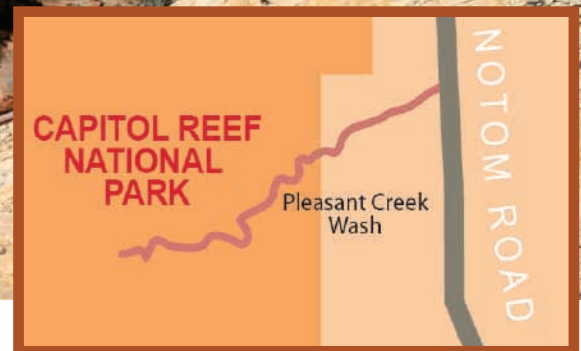 CAPITOL REEF
NATIONAL
PARK
Pleasant Creek
Wash
NOTOM ROAD